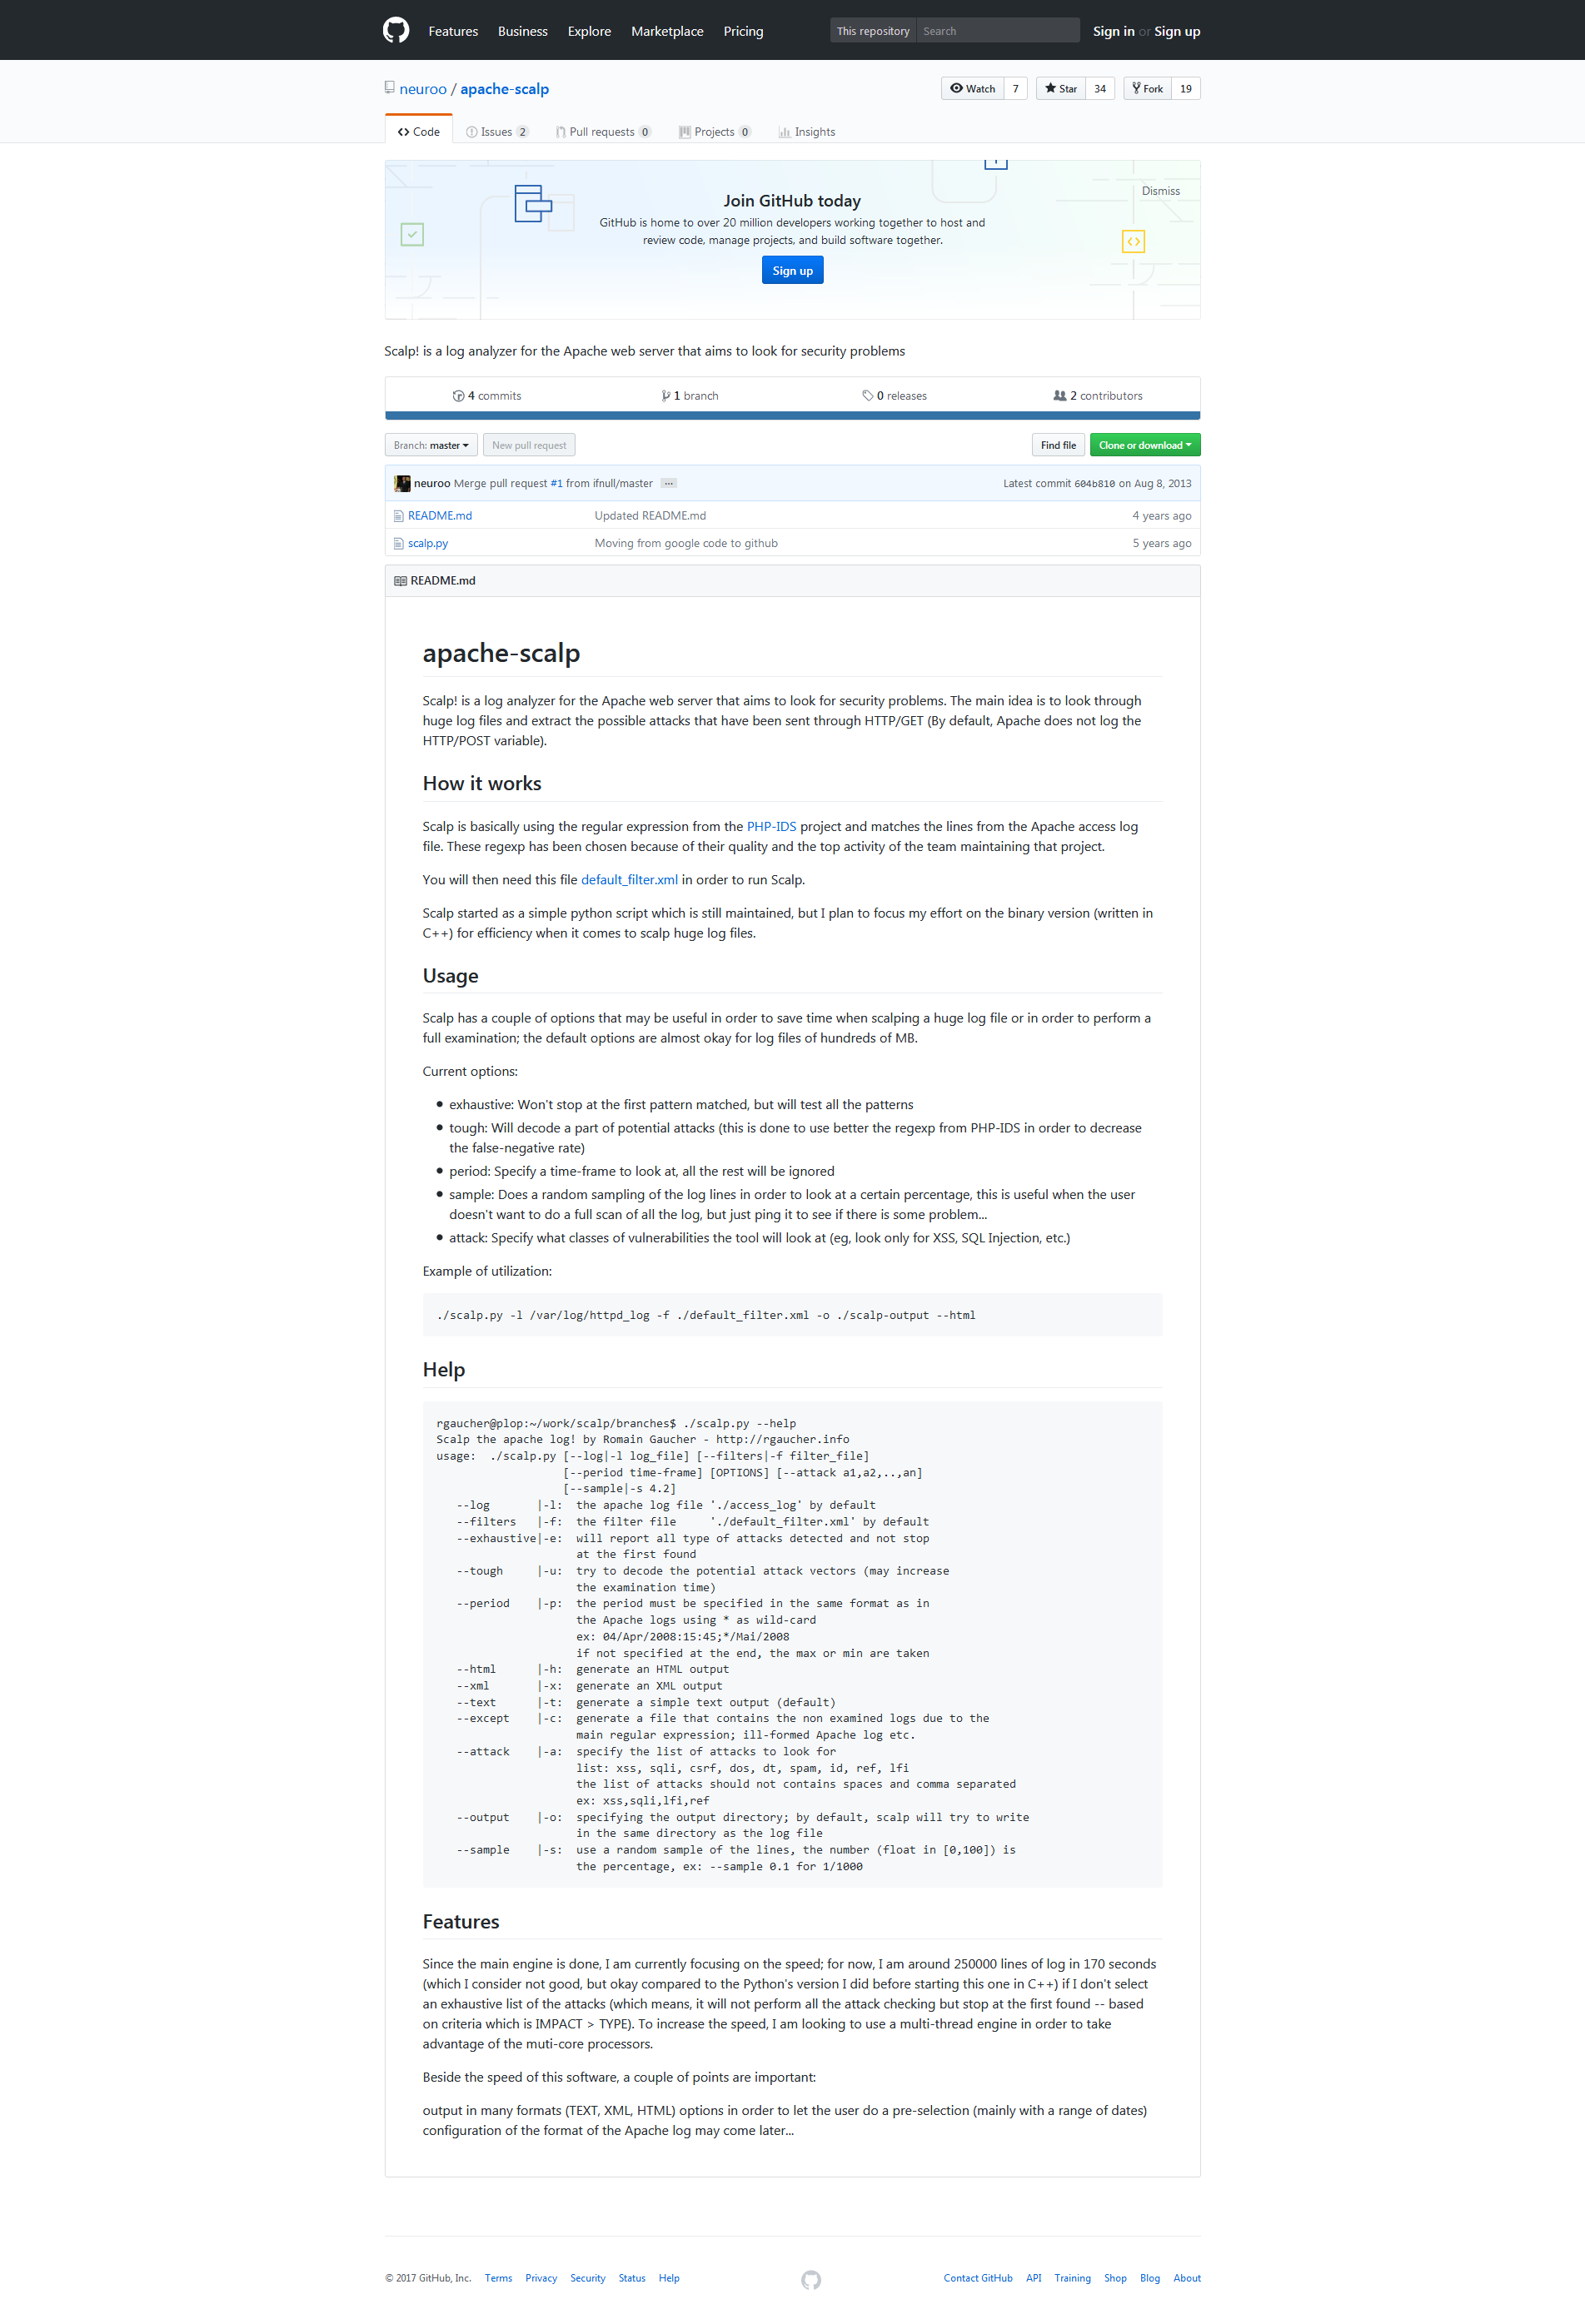 Features Business Explore Marketplace Pricing This repository Search Sign in or Sign up
neuroo / apache-scalp Watch 7 Star 34 Fork 19
Code Issues 2 Pull requests 0 Projects 0 Insights
Join GitHub today
Dismiss
GitHub is home to over 20 million developers working together to host and
review code, manage projects, and build software together.
Sign up
Scalp! is a log analyzer for the Apache web server that aims to look for security problems
4 commits 1 branch 0 releases 2 contributors
Branch: master New pull request Find file Clone or download
neuroo Merge pull request #1 from ifnull/master ... Latest commit 604b810 on Aug 8, 2013
README.md Updated README.md 4 years ago
scalp.py Moving from google code to github 5 years ago
README.md
apache-scalp
Scalp! is a log analyzer for the Apache web server that aims to look for security problems. The main idea is to look through
huge log files and extract the possible attacks that have been sent through HTTP/GET (By default, Apache does not log the
HTTP/POST variable).
How it works
Scalp is basically using the regular expression from the PHP-IDS project and matches the lines from the Apache access log
file. These regexp has been chosen because of their quality and the top activity of the team maintaining that project.
You will then need this file default_filter.xml in order to run Scalp.
Scalp started as a simple python script which is still maintained, but I plan to focus my effort on the binary version (written in
C++) for efficiency when it comes to scalp huge log files.
Usage
Scalp has a couple of options that may be useful in order to save time when scalping a huge log file or in order to perform a
full examination; the default options are almost okay for log files of hundreds of MB.
Current options:
• exhaustive: Won't stop at the first pattern matched, but will test all the patterns
• tough: Will decode a part of potential attacks (this is done to use better the regexp from PHP-IDS in order to decrease
the false-negative rate)
• period: Specify a time-frame to look at, all the rest will be ignored
• sample: Does a random sampling of the log lines in order to look at a certain percentage, this is useful when the user
doesn't want to do a full scan of all the log, but just ping it to see if there is some problem...
• attack: Specify what classes of vulnerabilities the tool will look at (eg, look only for XSS, SQL Injection, etc.)
Example of utilization:
./scalp.py -l /var/log/httpd_log -f ./default_filter.xml -o ./scalp-output --html
Help
rgaucher@plop:~/work/scalp/branches$ ./scalp.py --help
Scalp the apache log! by Romain Gaucher - http://rgaucher.info
usage:  ./scalp.py [--log|-l log_file] [--filters|-f filter_file]
                   [--period time-frame] [OPTIONS] [--attack a1,a2,..,an]
                   [--sample|-s 4.2]
   --log       |-l:  the apache log file './access_log' by default
   --filters   |-f:  the filter file     './default_filter.xml' by default
   --exhaustive|-e:  will report all type of attacks detected and not stop
                     at the first found
   --tough     |-u:  try to decode the potential attack vectors (may increase
                     the examination time)
   --period    |-p:  the period must be specified in the same format as in
                     the Apache logs using * as wild-card
                     ex: 04/Apr/2008:15:45;*/Mai/2008
                     if not specified at the end, the max or min are taken
   --html      |-h:  generate an HTML output
   --xml       |-x:  generate an XML output
   --text      |-t:  generate a simple text output (default)
   --except    |-c:  generate a file that contains the non examined logs due to the
                     main regular expression; ill-formed Apache log etc.
   --attack    |-a:  specify the list of attacks to look for
                     list: xss, sqli, csrf, dos, dt, spam, id, ref, lfi
                     the list of attacks should not contains spaces and comma separated
                     ex: xss,sqli,lfi,ref
   --output    |-o:  specifying the output directory; by default, scalp will try to write
                     in the same directory as the log file
   --sample    |-s:  use a random sample of the lines, the number (float in [0,100]) is
                     the percentage, ex: --sample 0.1 for 1/1000
Features
Since the main engine is done, I am currently focusing on the speed; for now, I am around 250000 lines of log in 170 seconds
(which I consider not good, but okay compared to the Python's version I did before starting this one in C++) if I don't select
an exhaustive list of the attacks (which means, it will not perform all the attack checking but stop at the first found -- based
on criteria which is IMPACT > TYPE). To increase the speed, I am looking to use a multi-thread engine in order to take
advantage of the muti-core processors.
Beside the speed of this software, a couple of points are important:
output in many formats (TEXT, XML, HTML) options in order to let the user do a pre-selection (mainly with a range of dates)
configuration of the format of the Apache log may come later...
© 2017 GitHub, Inc. Terms Privacy Security Status Help Contact GitHub API Training Shop Blog About